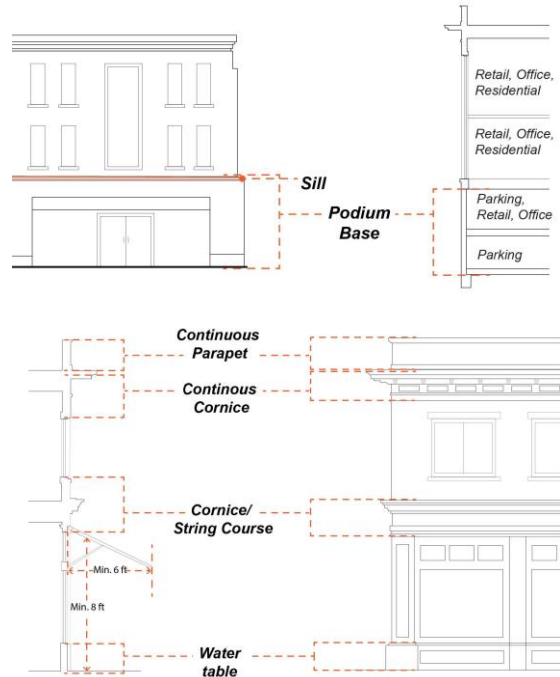 Retail, Office,
Residential
Retail, Office,
Residential
Sill
Podium
Base
Parking,
Retail, Office
Parking
Continuous
Parapet
Continous
Cornice
Cornice/
String Course
Min. 6 ft
Min. 8 ft
Water
table